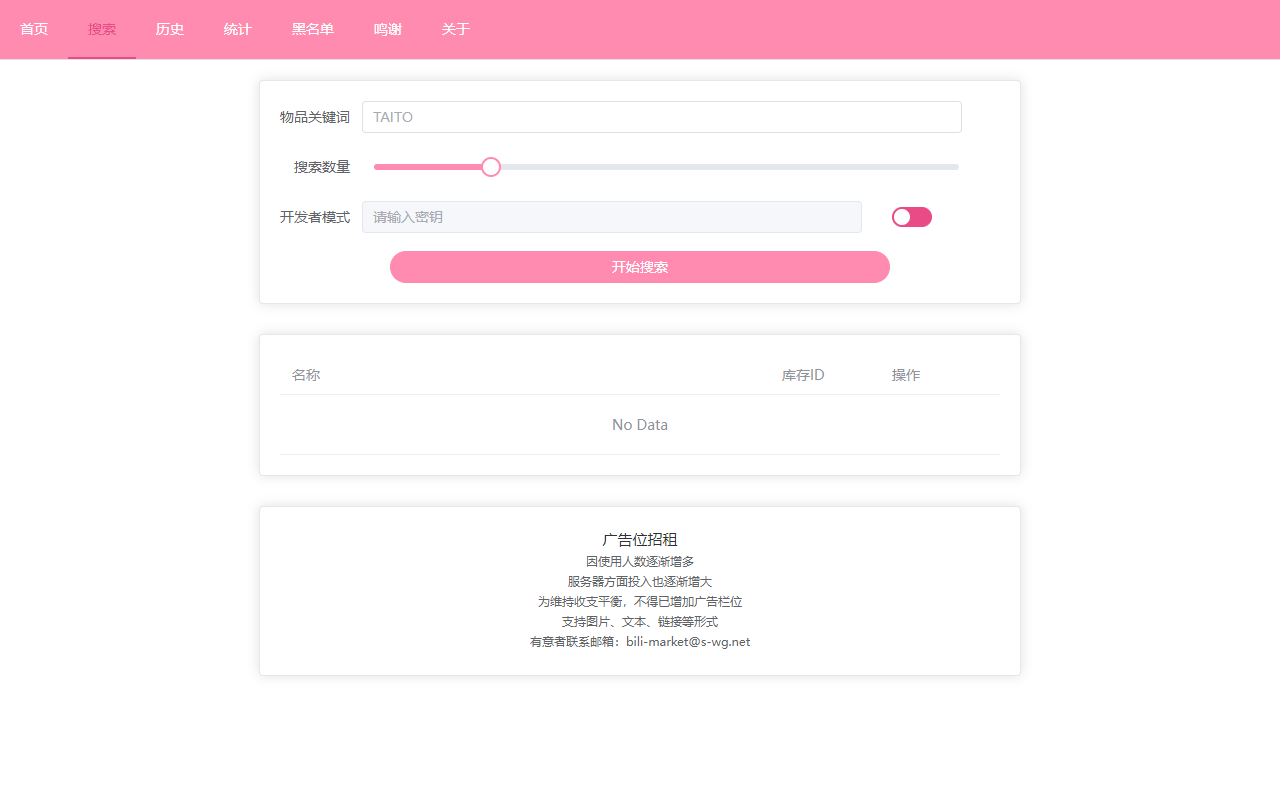 首页 搜索 历史 统计 黑名单 鸣谢 关于
物品关键词 TAITO
搜索数量
开发者模式 请输入密钥
开始搜索
名称 库存ID 操作
No Data
广告位招租
因使用人数逐渐增多
服务器方面投入也逐渐增大
为维持收支平衡，不得已增加广告栏位
支持图片、文本、链接等形式
有意者联系邮箱：bili-market@s-wg.net